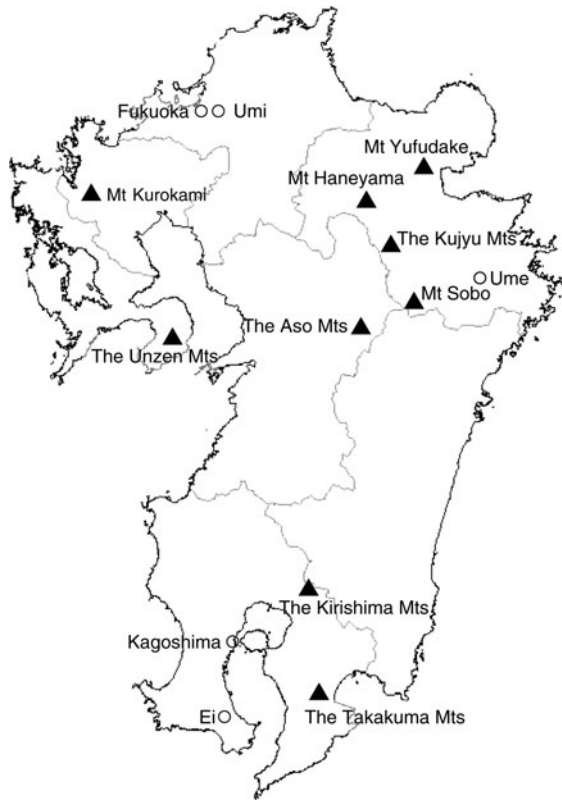 Fukuoka Umi
Mt Yufudake
Mt Haneyama
Mt Kurokami
The Kujyu Mts
Ume
Mt Sobo
The Aso Mts
The Unzen Mts
The Kirishima Mts
Kagoshima
Ei
The Takakuma Mts